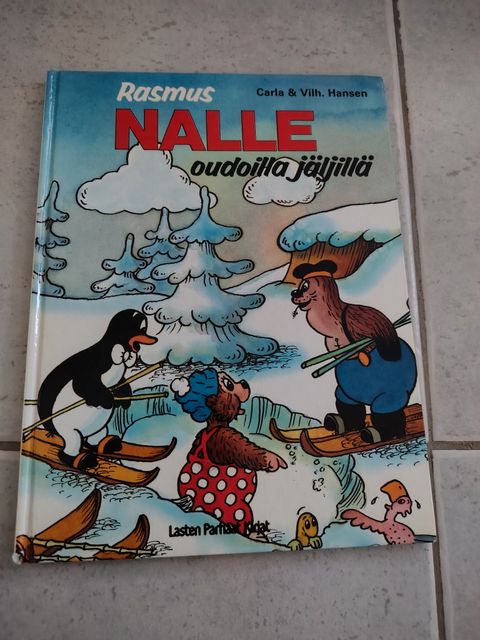 Rasmus
Carla & Vilh. Hansen
NALLE
oudoilla jäljillä
Lasten Parhaat Kirjat